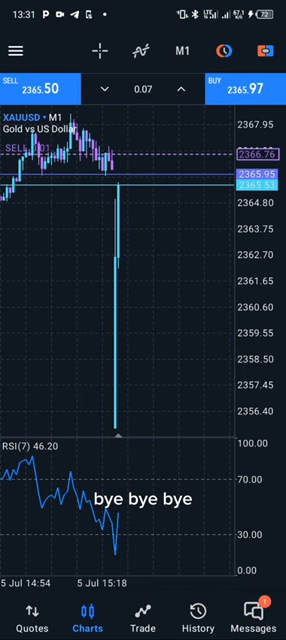 13:31
72
M1
SELL
2365.50
0.07
BUY
2365.97
XAUUSD • M1
Gold vs US Dollar
2367.95
2366.76
2365.95
2365.53
2364.80
2363.75
2362.70
2361.65
2360.60
2359.55
2358.50
2357.45
2356.40
RSI(7) 46.20
100.00
70.00
bye bye bye
30.00
0.00
5 Jul 14:54
5 Jul 15:18
Quotes
Charts
Trade
History
1
Messages